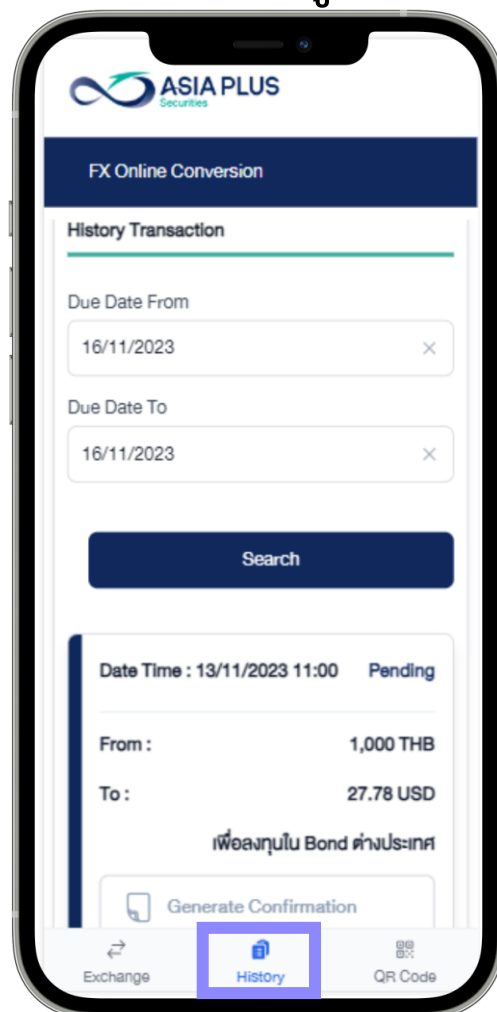 ASIA PLUS
Securities
FX Online Conversion
History Transaction
Due Date From
16/11/2023
Due Date To
16/11/2023
Search
Date Time : 13/11/2023 11:00 Pending
From : 1,000 THB
To : 27.78 USD
เพื่อลงทุนใน Bond ต่างประเทศ
Generate Confirmation
Exchange History QR Code